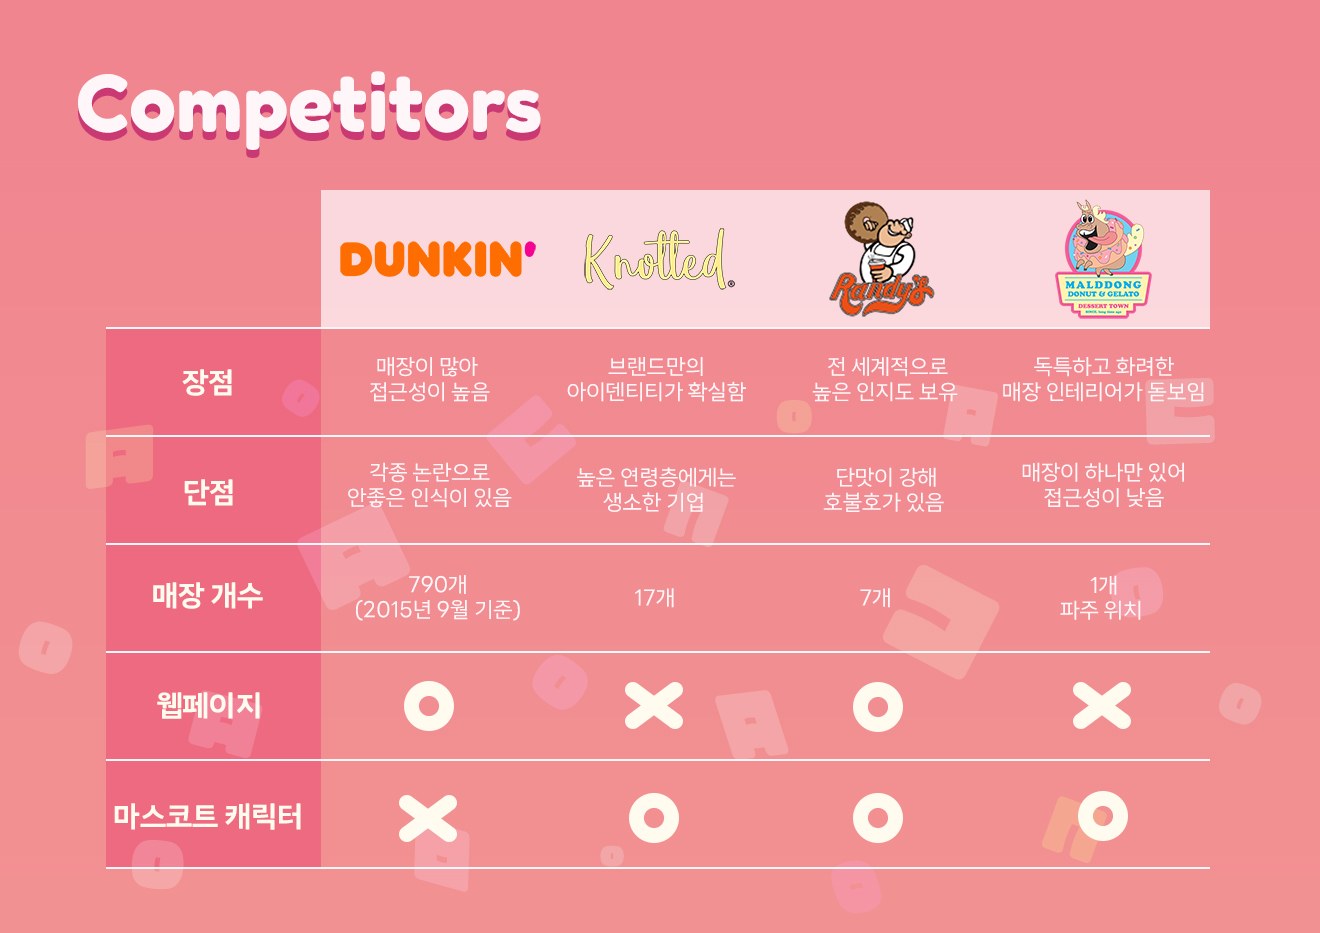 Competitors
DUNKIN'
Knotted®
Randy's
MALDDONG
DONUT & GELATO
DESSERT TOWN
장점
매장이 많아
접근성이 높음
브랜드만의
아이덴티티가 확실함
전 세계적으로
높은 인지도 보유
독특하고 화려한
매장 인테리어가 돋보임
단점
각종 논란으로
안좋은 인식이 있음
높은 연령층에게는
생소한 기업
단맛이 강해
호불호가 있음
매장이 하나만 있어
접근성이 낮음
매장 개수
790개
(2015년 9월 기준)
17개
7개
1개
파주 위치
웹페이지
마스코트 캐릭터